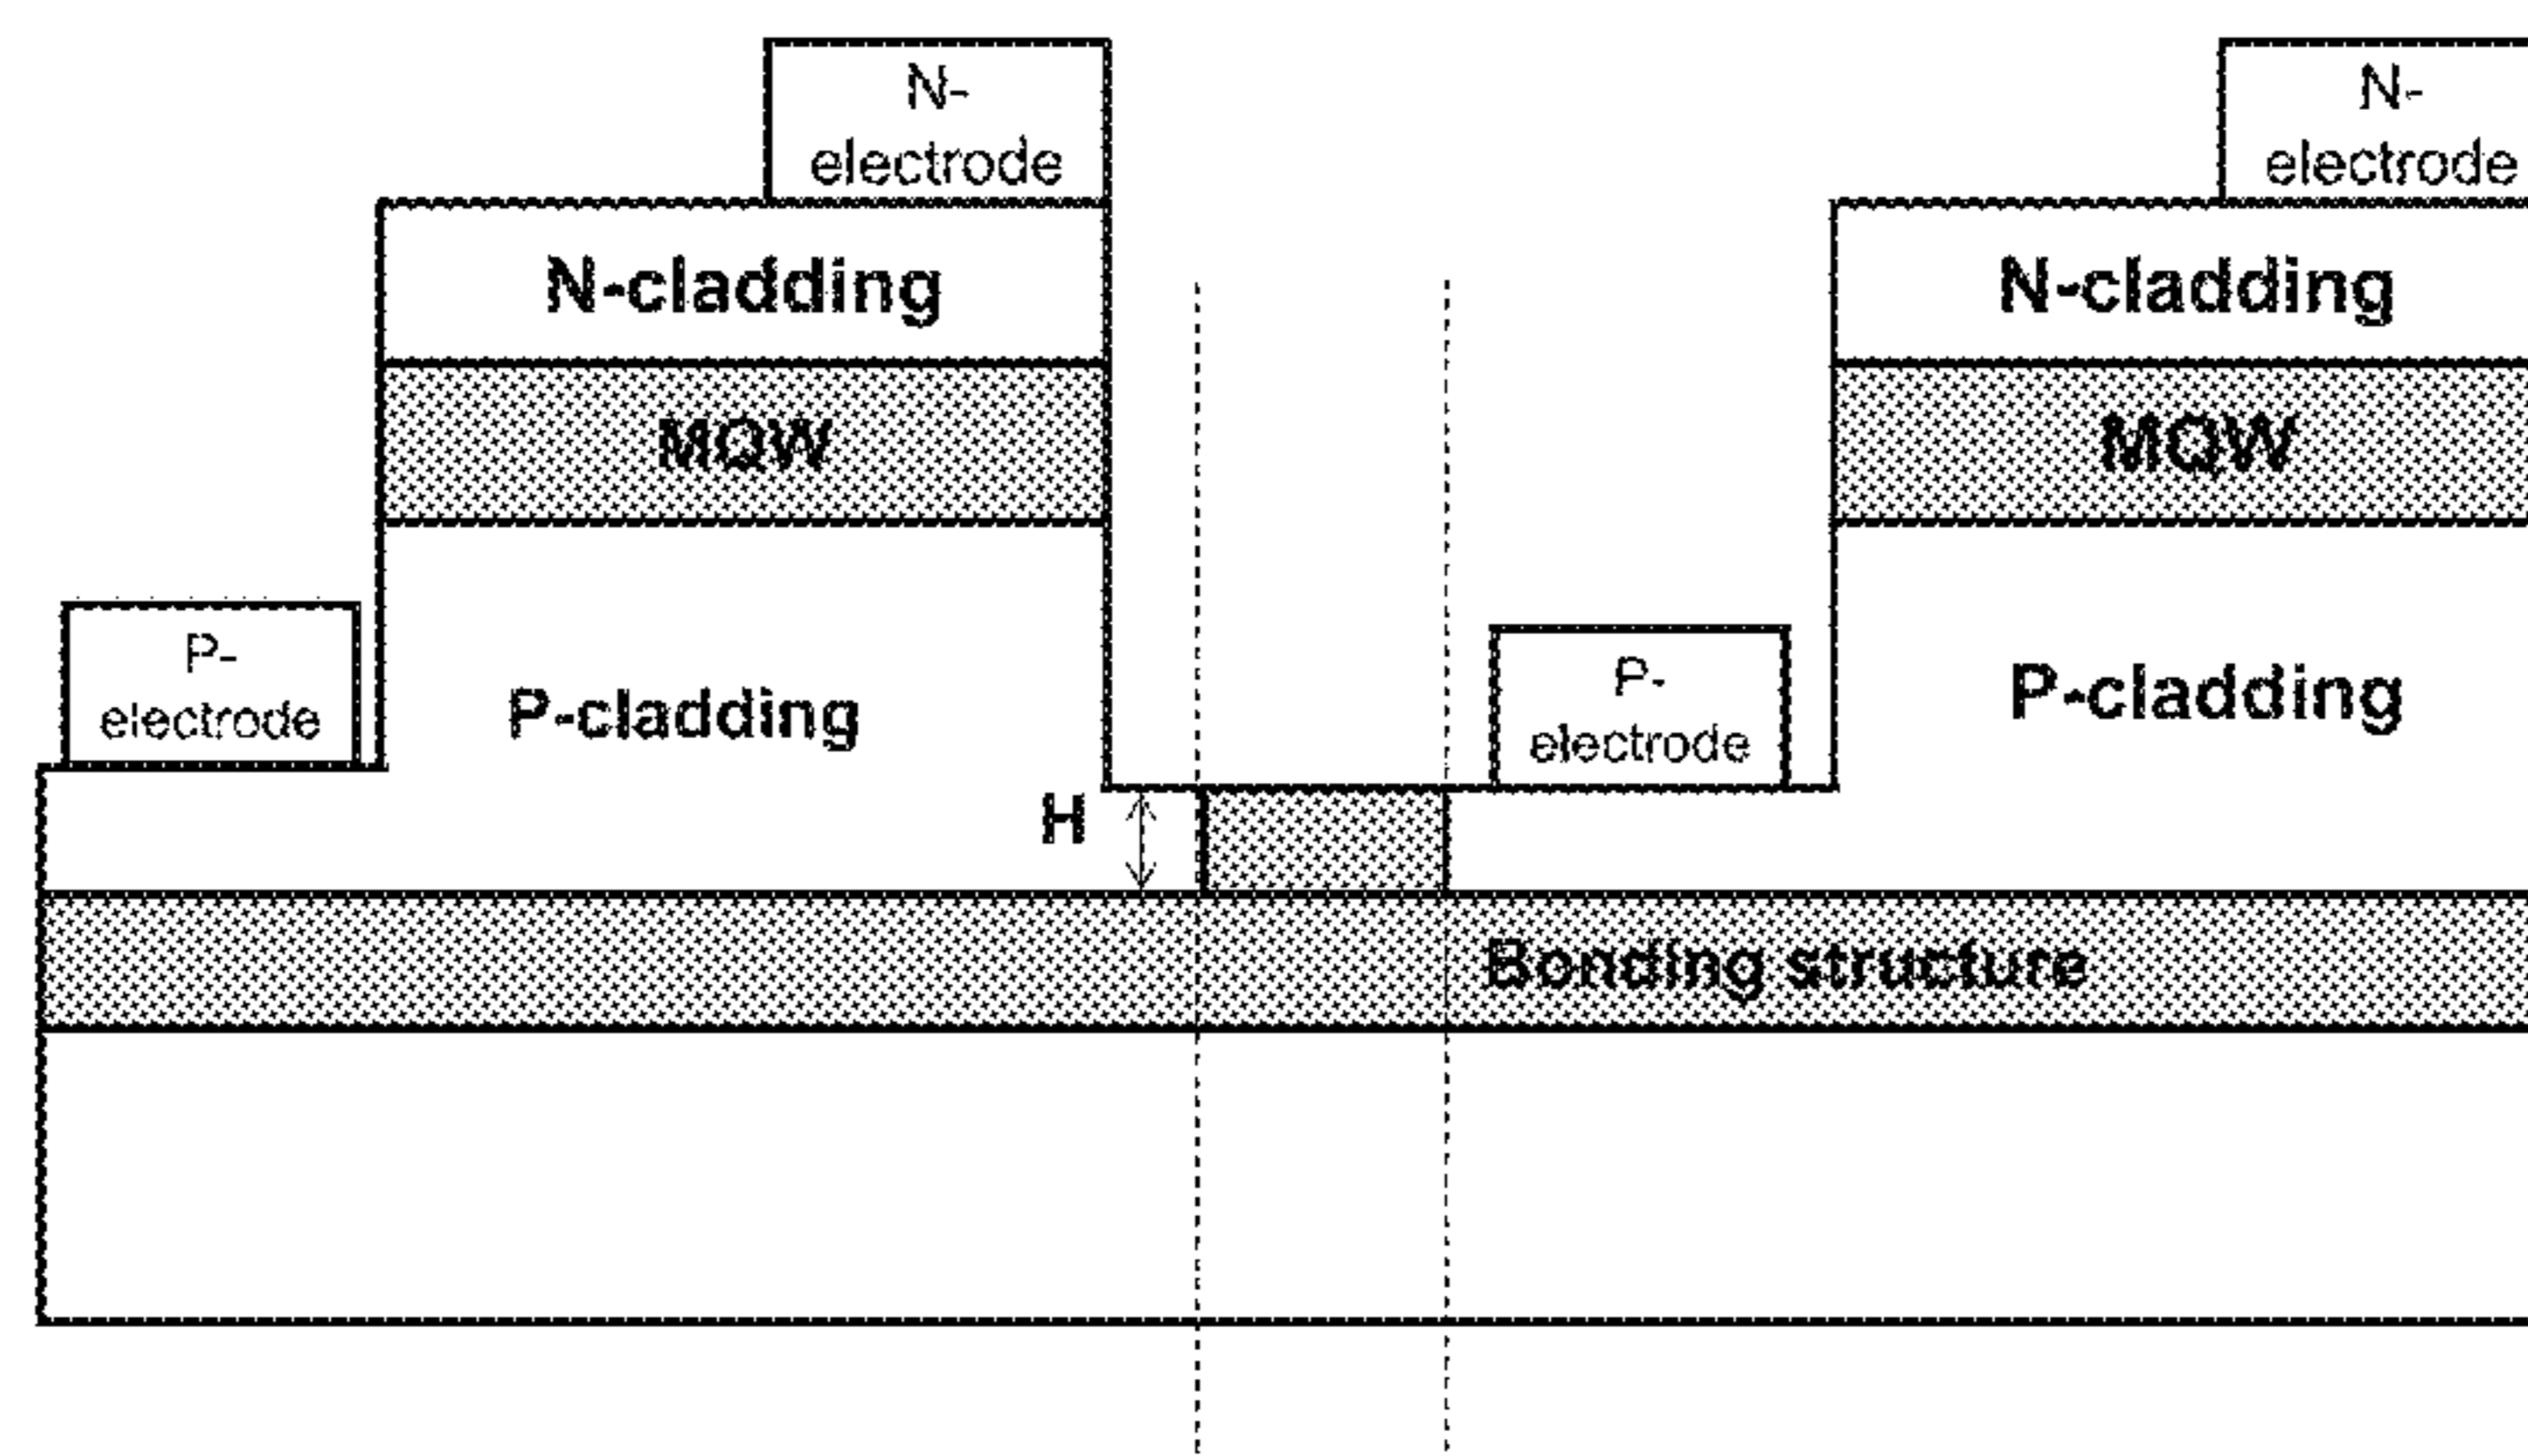 N-
electrode
N-
electrode
N-cladding
N-cladding
MQW
MQW
P-
electrode
P-cladding
P-
electrode
P-cladding
H
Bonding structure